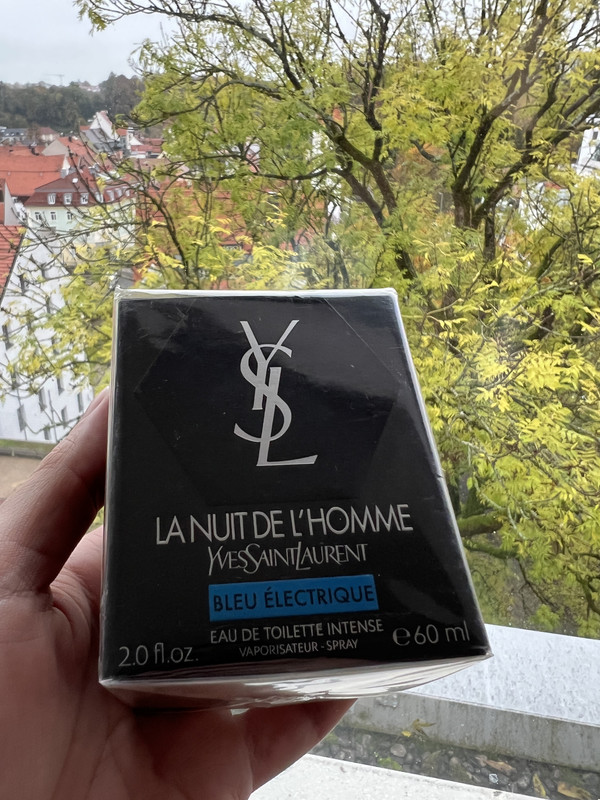 YSL
LA NUIT DE L'HOMME
YVESSAINTLAURENT
BLEU ÉLECTRIQUE
EAU DE TOILETTE INTENSE
2.0 fl.oz. VAPORISATEUR - SPRAY e60 ml